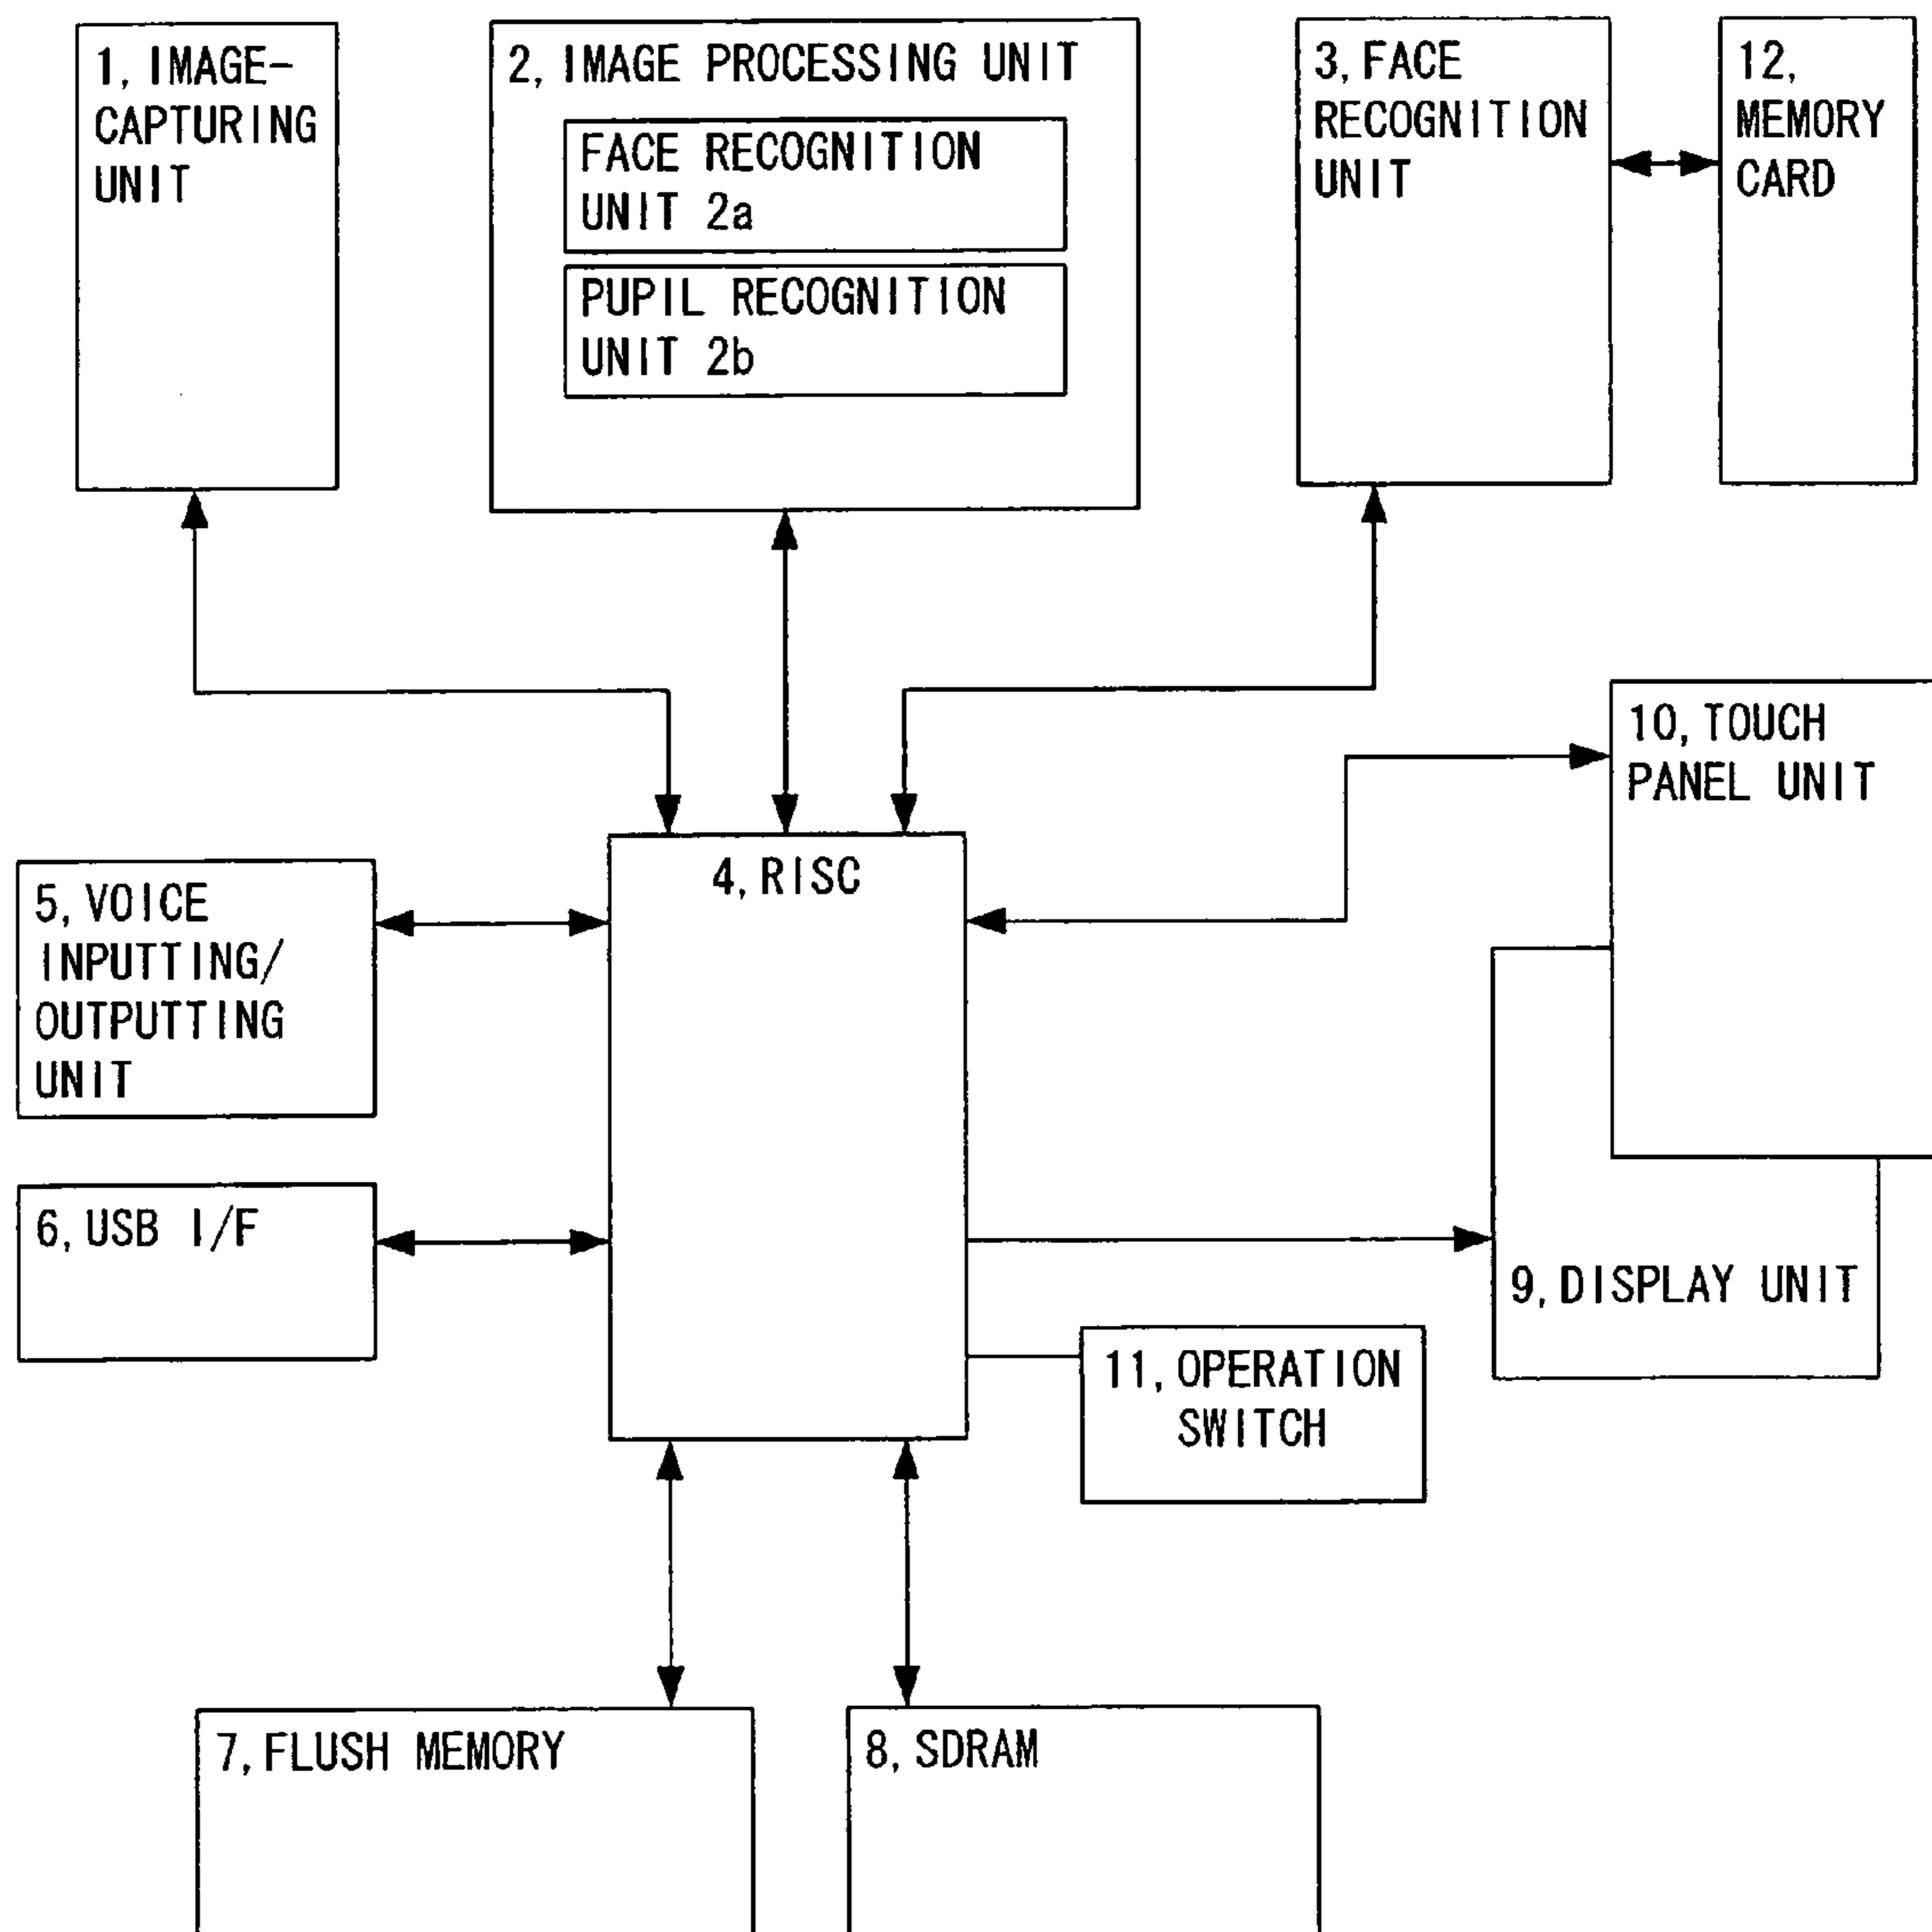 1, IMAGE-
CAPTURING
UNIT
2, IMAGE PROCESSING UNIT
FACE RECOGNITION
UNIT 2a
PUPIL RECOGNITION
UNIT 2b
3, FACE
RECOGNITION
UNIT
12,
MEMORY
CARD
10, TOUCH
PANEL UNIT
4, RISC
5, VOICE
INPUTTING/
OUTPUTTING
UNIT
6, USB I/F
9, DISPLAY UNIT
11, OPERATION
SWITCH
7, FLUSH MEMORY
8, SDRAM